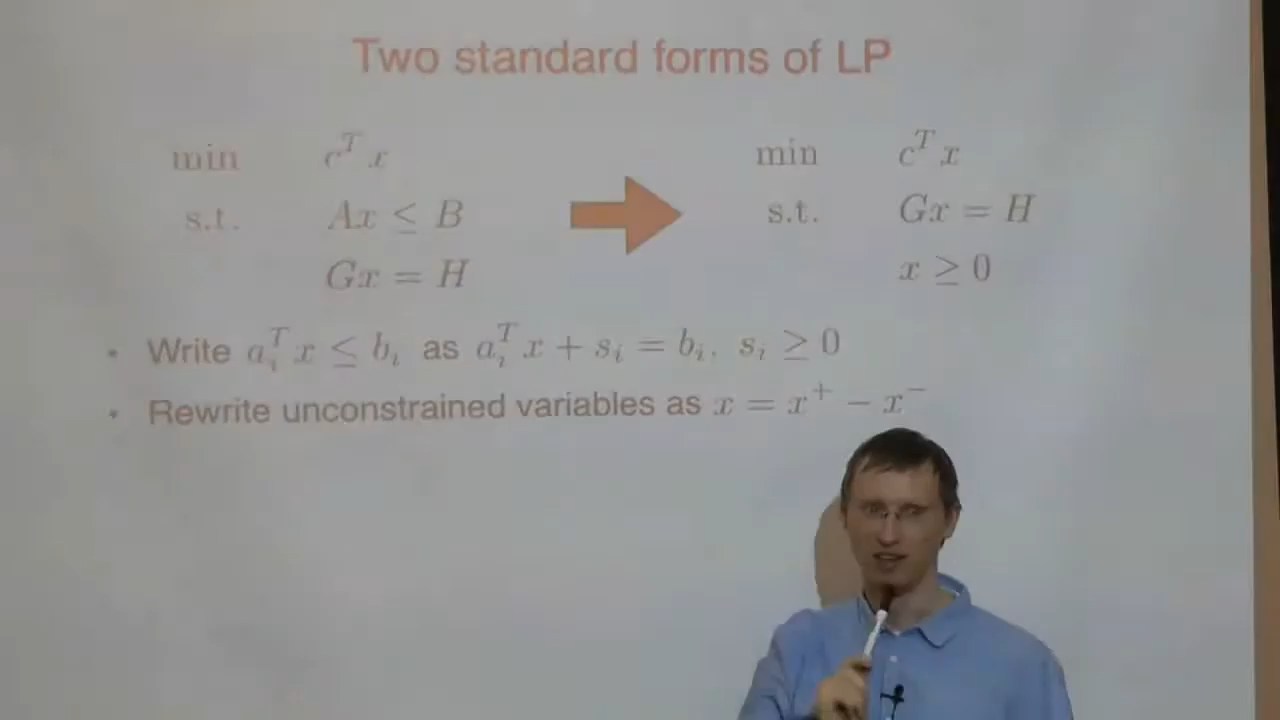 Two standard forms of LP
min c^T x
s.t. Ax ≤ B
Gx = H
min c^T x
s.t. Gx = H
x ≥ 0
• Write a_i^T x ≤ b_i as a_i^T x + s_i = b_i, s_i ≥ 0
• Rewrite unconstrained variables as x = x^+ − x^−